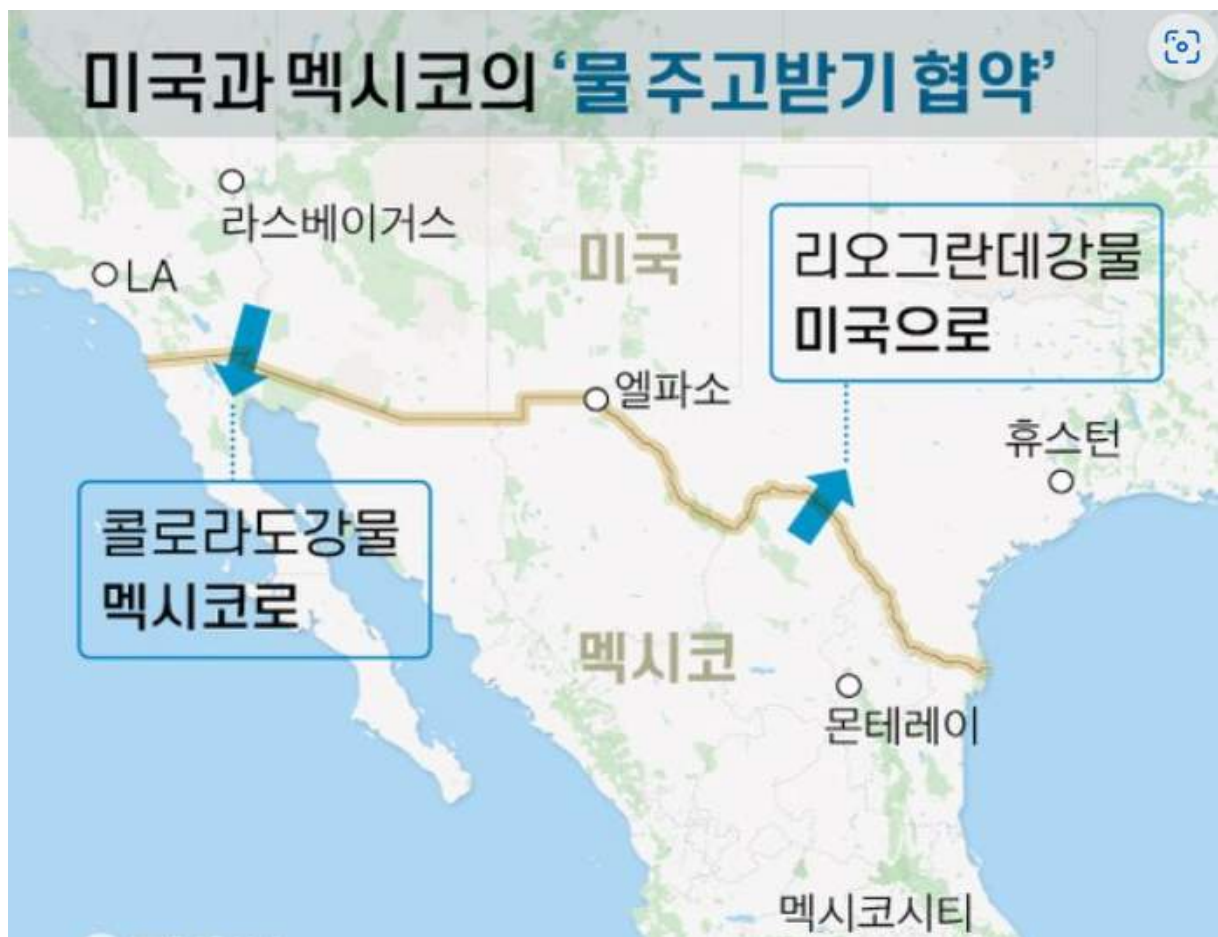 미국과 멕시코의 ‘물 주고받기 협약’
라스베이거스
LA
미국
리오그란데강물
미국으로
엘파소
휴스턴
콜로라도강물
멕시코로
멕시코
몬테레이
멕시코시티